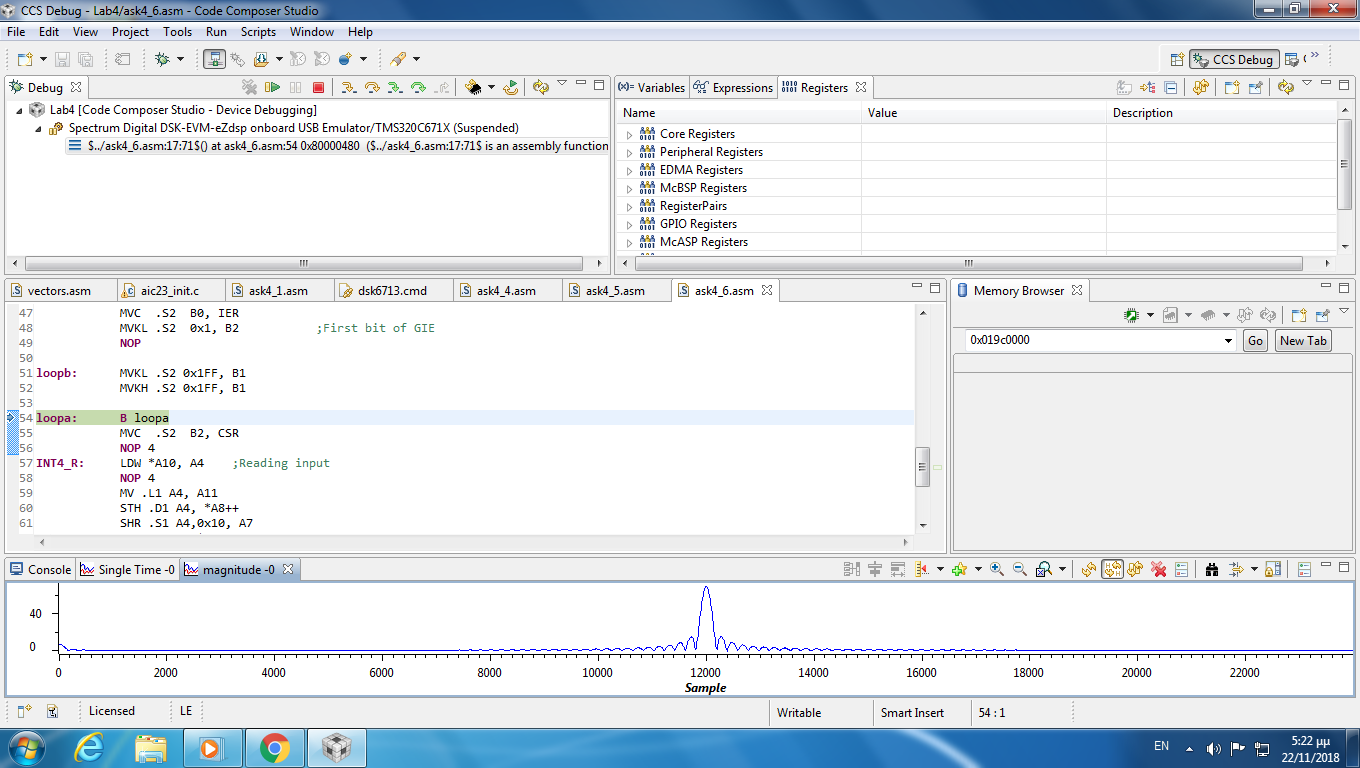 CCS Debug - Lab4/ask4_6.asm - Code Composer Studio
File Edit View Project Tools Run Scripts Window Help
CCS Debug
Debug
Lab4 [Code Composer Studio - Device Debugging]
Spectrum Digital DSK-EVM-eZdsp onboard USB Emulator/TMS320C671X (Suspended)
$../ask4_6.asm:17:71$() at ask4_6.asm:54 0x80000480 ($../ask4_6.asm:17:71$ is an assembly function
(x)= Variables Expressions 1010 0101 Registers
Name Value Description
Core Registers
Peripheral Registers
EDMA Registers
McBSP Registers
RegisterPairs
GPIO Registers
McASP Registers
vectors.asm aic23_init.c ask4_1.asm dsk6713.cmd ask4_4.asm ask4_5.asm ask4_6.asm
47 MVC .S2 B0, IER
48 MVKL .S2 0x1, B2 ;First bit of GIE
49 NOP
50
51 loopb: MVKL .S2 0x1FF, B1
52 MVKH .S2 0x1FF, B1
53
54 loopa: B loopa
55 MVC .S2 B2, CSR
56 NOP 4
57 INT4_R: LDW *A10, A4 ;Reading input
58 NOP 4
59 MV .L1 A4, A11
60 STH .D1 A4, *A8++
61 SHR .S1 A4,0x10, A7
Memory Browser
0x019c0000 Go New Tab
Console Single Time -0 magnitude -0
40
0
0 2000 4000 6000 8000 10000 12000 14000 16000 18000 20000 22000
Sample
Licensed LE Writable Smart Insert 54 : 1
EN 5:22 μμ
22/11/2018